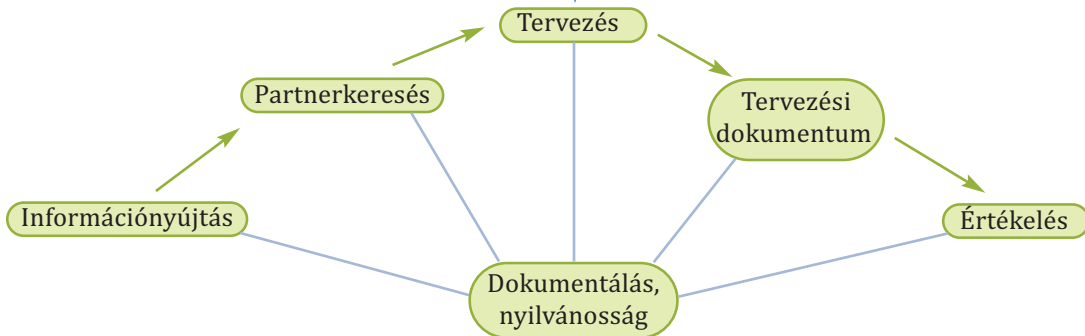 Tervezés
Partnerkeresés
Tervezési
dokumentum
Információnyújtás
Értékelés
Dokumentálás,
nyilvánosság